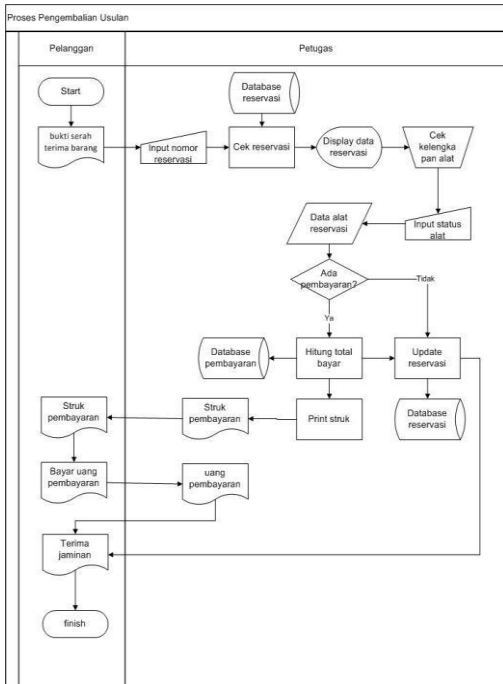 Proses Pengembalian Usulan
Pelanggan
Petugas
Start
Database
reservasi
bukti serah
terima barang
Input nomor
reservasi
Cek reservasi
Display data
reservasi
Cek
kelengka
pan alat
Data alat
reservasi
Input status
alat
Ada
pembayaran?
Tidak
Ya
Database
pembayaran
Hitung total
bayar
Update
reservasi
Struk
pembayaran
Struk
pembayaran
Print struk
Database
reservasi
Bayar uang
pembayaran
uang
pembayaran
Terima
jaminan
finish